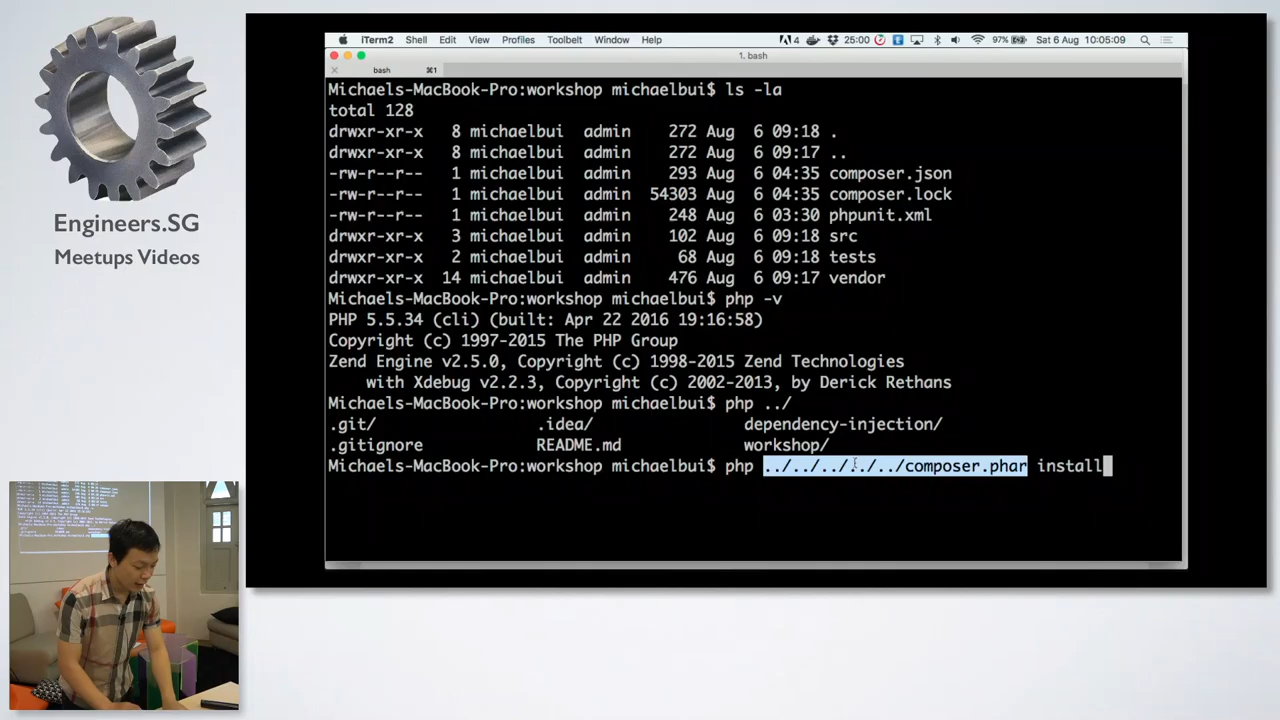 Engineers.SG
Meetups Videos
iTerm2 Shell Edit View Profiles Toolbelt Window Help 4 25:00 97% Sat 6 Aug 10:05:09
1. bash
bash ⌘1
Michaels-MacBook-Pro:workshop michaelbui$ ls -la
total 128
drwxr-xr-x 8 michaelbui admin 272 Aug 6 09:18 .
drwxr-xr-x 8 michaelbui admin 272 Aug 6 09:17 ..
-rw-r--r-- 1 michaelbui admin 293 Aug 6 04:35 composer.json
-rw-r--r-- 1 michaelbui admin 54303 Aug 6 04:35 composer.lock
-rw-r--r-- 1 michaelbui admin 248 Aug 6 03:30 phpunit.xml
drwxr-xr-x 3 michaelbui admin 102 Aug 6 09:18 src
drwxr-xr-x 2 michaelbui admin 68 Aug 6 09:18 tests
drwxr-xr-x 14 michaelbui admin 476 Aug 6 09:17 vendor
Michaels-MacBook-Pro:workshop michaelbui$ php -v
PHP 5.5.34 (cli) (built: Apr 22 2016 19:16:58)
Copyright (c) 1997-2015 The PHP Group
Zend Engine v2.5.0, Copyright (c) 1998-2015 Zend Technologies
with Xdebug v2.2.3, Copyright (c) 2002-2013, by Derick Rethans
Michaels-MacBook-Pro:workshop michaelbui$ php ../
.git/ .idea/ dependency-injection/
.gitignore README.md workshop/
Michaels-MacBook-Pro:workshop michaelbui$ php ../../../../../composer.phar install